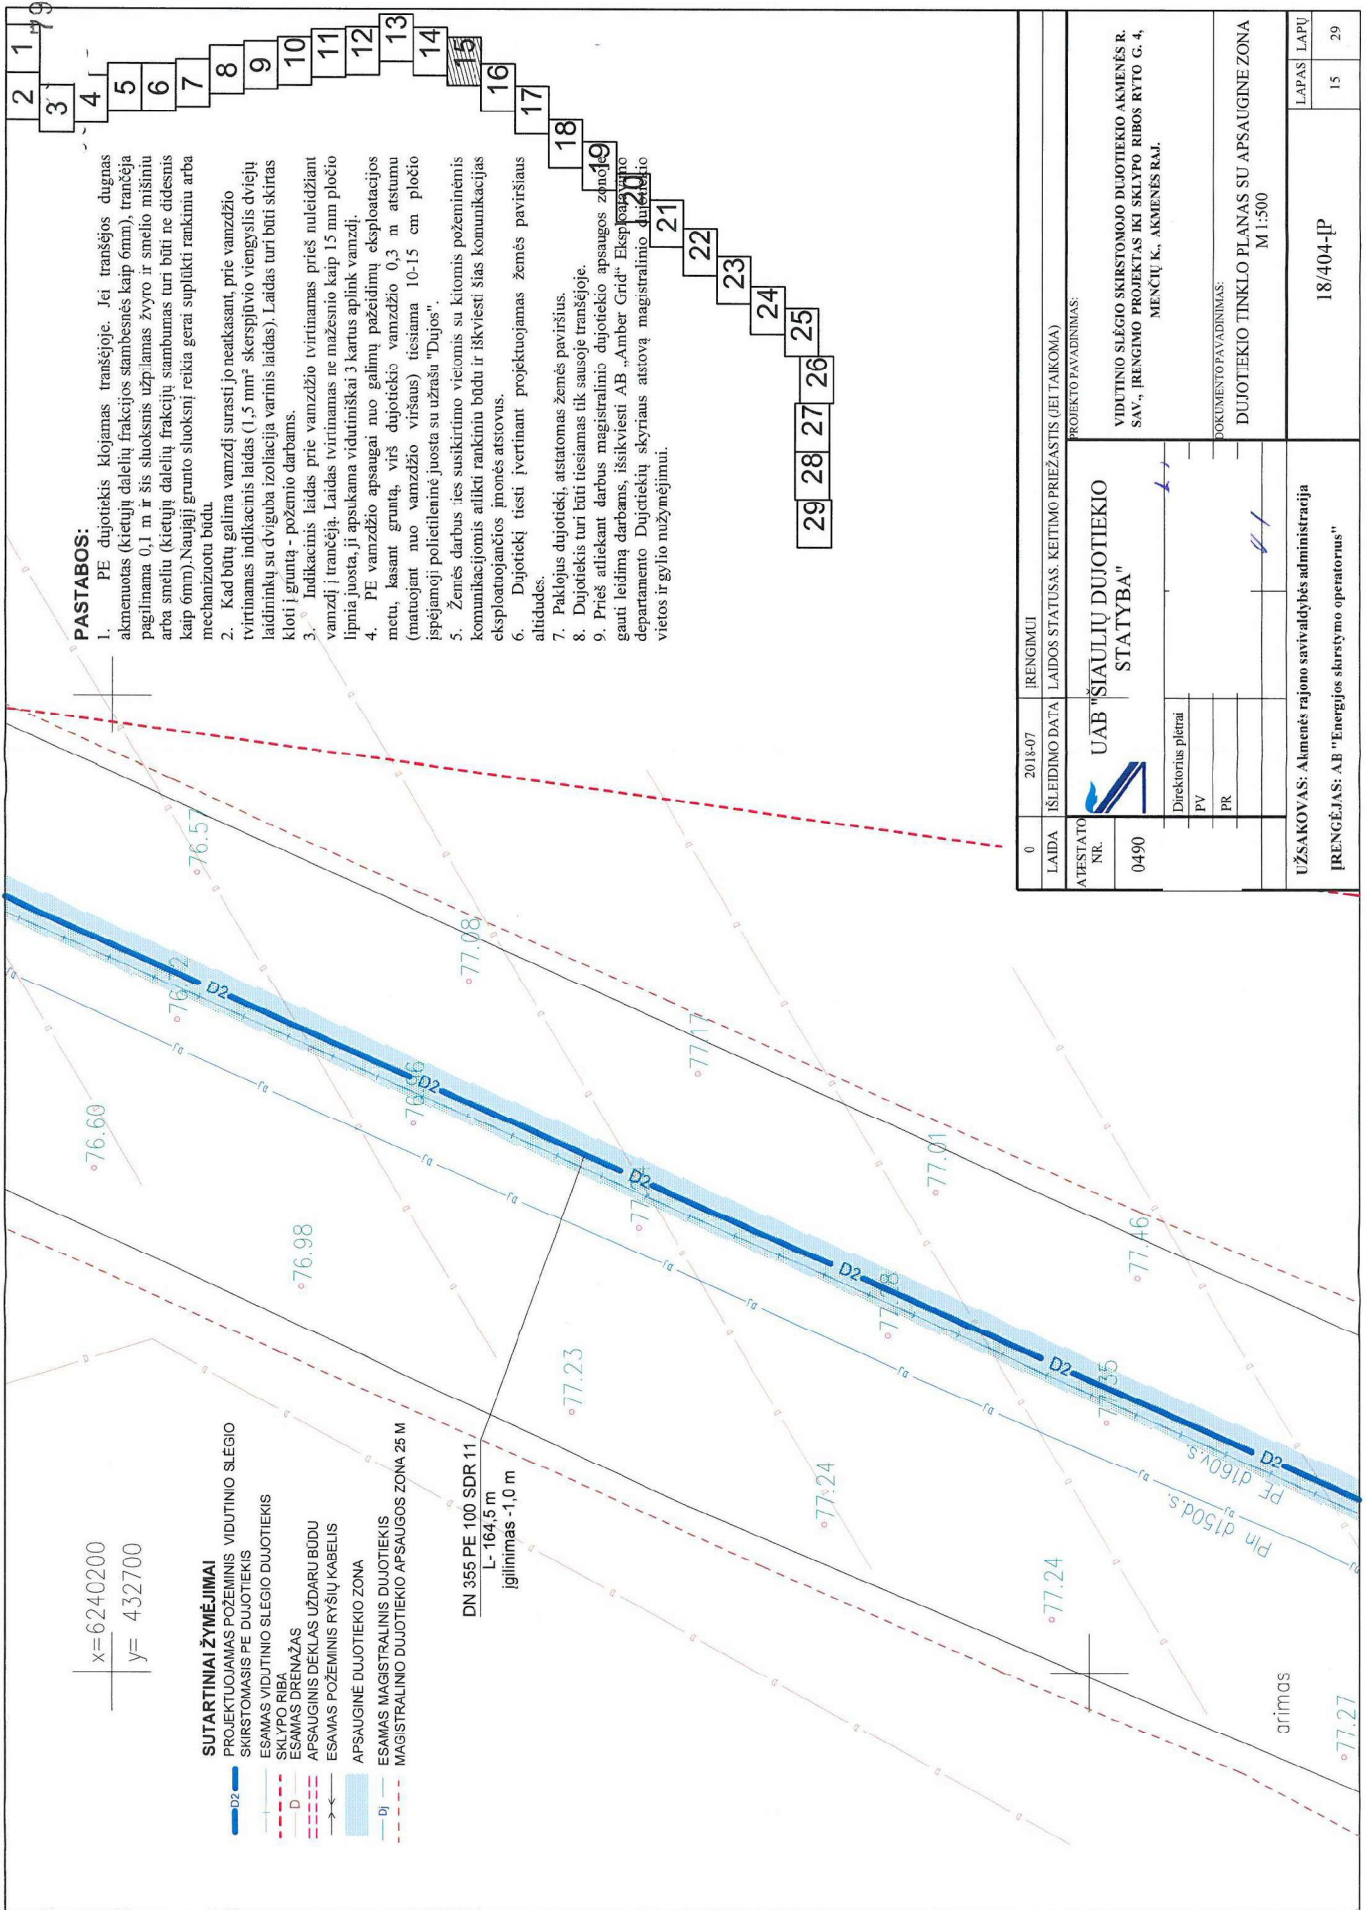 x=6240200
y= 432700
SUTARTINIAI ŽYMĖJIMAI
D2
PROJEKTUOJAMAS POŽEMINIS VIDUTINIO SLĖGIO
SKIRSTOMASIS PE DUJOTIEKIS
ESAMAS VIDUTINIO SLĖGIO DUJOTIEKIS
SKLYPO RIBA
D
ESAMAS DRENAŽAS
APSAUGINIS DĖKLAS UŽDARU BŪDU
ESAMAS POŽEMINIS RYŠIŲ KABELIS
APSAUGINĖ DUJOTIEKIO ZONA
Dj
ESAMAS MAGISTRALINIS DUJOTIEKIS
MAGISTRALINIO DUJOTIEKIO APSAUGOS ZONA 25 M
DN 355 PE 100 SDR 11
L- 164,5 m
įgilinimas -1,0 m
76.60
76.98
77.23
77.24
77.24
77.27
arimas
76.57
77.08
77.17
77.01
77.46
77.35
D2
D2
D2
D2
D2
D2
PE d160v.s.
Pln d150d.s.
PASTABOS:
1. PE dujotiekis klojamas tranšėjoje. Jei tranšėjos dugnas
akmenuotas (kietųjų dalelių frakcijos stambesnės kaip 6mm), trančėja
pagilinama 0,1 m ir šis sluoksnis užpilamas žvyro ir smelio mišiniu
arba smeliu (kietųjų dalelių frakcijų stambumas turi būti ne didesnis
kaip 6mm).Naująjį grunto sluoksnį reikia gerai suplūkti rankiniu arba
mechanizuotu būdu.
2. Kad būtų galima vamzdį surasti jo neatkasant, prie vamzdžio
tvirtinamas indikacinis laidas (1,5 mm² skerspjūvio viengyslis dviejų
laidininkų su dviguba izoliacija varinis laidas). Laidas turi būti skirtas
kloti į gruntą - požemio darbams.
3. Indikacinis laidas prie vamzdžio tvirtinamas prieš nuleidžiant
vamzdį į trančėją. Laidas tvirtinamas ne mažesnio kaip 15 mm pločio
lipnia juosta, ji apsukama vidutiniškai 3 kartus aplink vamzdį.
4. PE vamzdžio apsaugai nuo galimų pažeidimų eksploatacijos
metu, kasant gruntą, virš dujotiekio vamzdžio 0,3 m atstumu
(matuojant nuo vamzdžio viršaus) tiesiama 10-15 cm pločio
įspėjamoji polietileninė juosta su užrašu "Dujos".
5. Žemės darbus ties susikirtimo vietomis su kitomis požeminėmis
komunikacijomis atlikti rankiniu būdu ir iškviesti šias komunikacijas
eksploatuojančios įmonės atstovus.
6. Dujotiekį tiesti įvertinant projektuojamas žemės paviršiaus
altidudes.
7. Paklojus dujotiekį, atstatomas žemės paviršius.
8. Dujotiekis turi būti tiesiamas tik sausoje tranšėjoje.
9. Prieš atliekant darbus magistralinio dujotiekio apsaugos zonoje,
gauti leidimą darbams, išsikviesti AB „Amber Grid" Eksploatavimo
departamento Dujotiekių skyriaus atstovą magistralinio dujotiekio
vietos ir gylio nužynėjimui.
1
2
3
4
5
6
7
8
9
10
11
12
13
14
15
16
17
18
19
20
21
22
23
24
25
26
27
28
29
0 2018-07 ĮRENGIMUI
LAIDA IŠLEIDIMO DATA LAIDOS STATUSAS. KEITIMO PRIEŽASTIS (JEI TAIKOMA)
ATESTATO
NR.
0490
UAB "ŠIAULIŲ DUJOTIEKIO
STATYBA"
Direktorius plėtrai
PV
PR
PROJEKTO PAVADINIMAS:
VIDUTINIO SLĖGIO SKIRSTOMOJO DUJOTIEKIO AKMENĖS R.
SAV., ĮRENGIMO PROJEKTAS IKI SKLYPO RIBOS RYTO G. 4,
MENČIŲ K., AKMENĖS RAJ.
DOKUMENTO PAVADINIMAS:
DUJOTIEKIO TINKLO PLANAS SU APSAUGINE ZONA
M 1:500
UŽSAKOVAS: Akmenės rajono savivaldybės administracija
ĮRENGĖJAS: AB "Energijos skirstymo operatorius"
18/404-ĮP
LAPAS LAPŲ
15 29